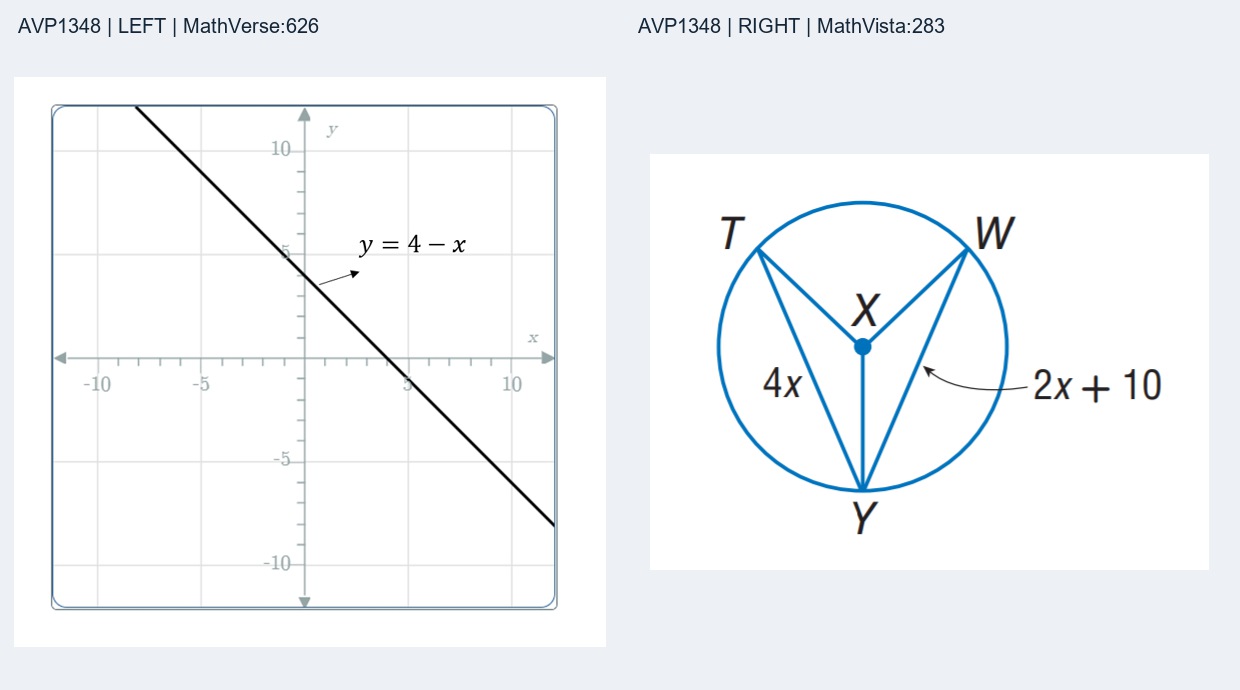 AVP1348 | LEFT | MathVerse:626
AVP1348 | RIGHT | MathVista:283
y
10
5
y = 4 − x
x
-10
-5
5
10
-5
-10
T
W
X
4x
2x + 10
Y